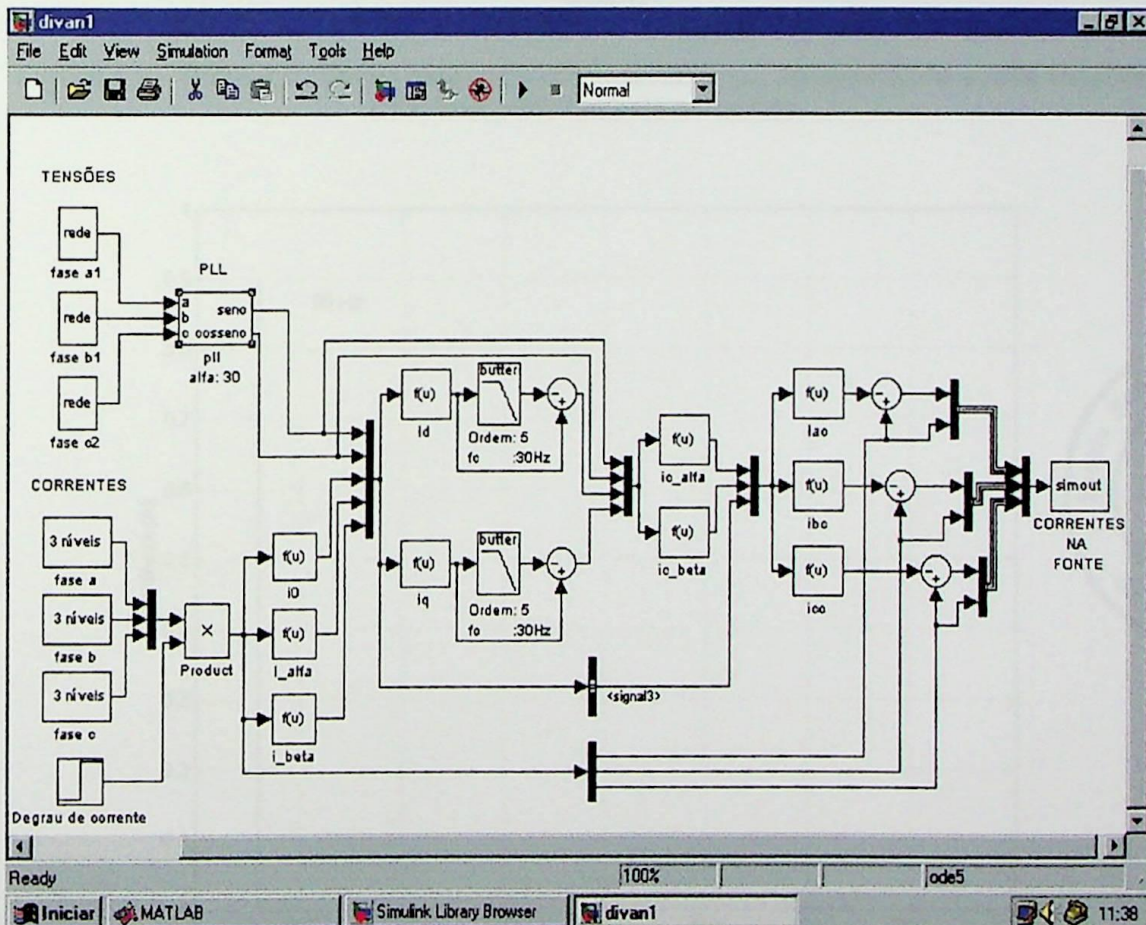 divan1
File Edit View Simulation Format Tools Help
Normal
TENSÕES
rede
fase a1
rede
fase b1
rede
fase c2
PLL
a
b
c
seno
cosseno
pll
alfa: 30
CORRENTES
3 níveis
fase a
3 níveis
fase b
3 níveis
fase c
Degrau de corrente
Product
f(u)
i0
f(u)
I_alfa
f(u)
i_beta
f(u)
Id
butter
Ordem: 5
fc :30Hz
f(u)
iq
butter
Ordem: 5
fc :30Hz
<signal3>
f(u)
ic_alfa
f(u)
ic_beta
f(u)
Iac
f(u)
ibc
f(u)
icc
simout
CORRENTES
NA
FONTE
Ready 100% ode5
Iniciar MATLAB Simulink Library Browser divan1 11:38